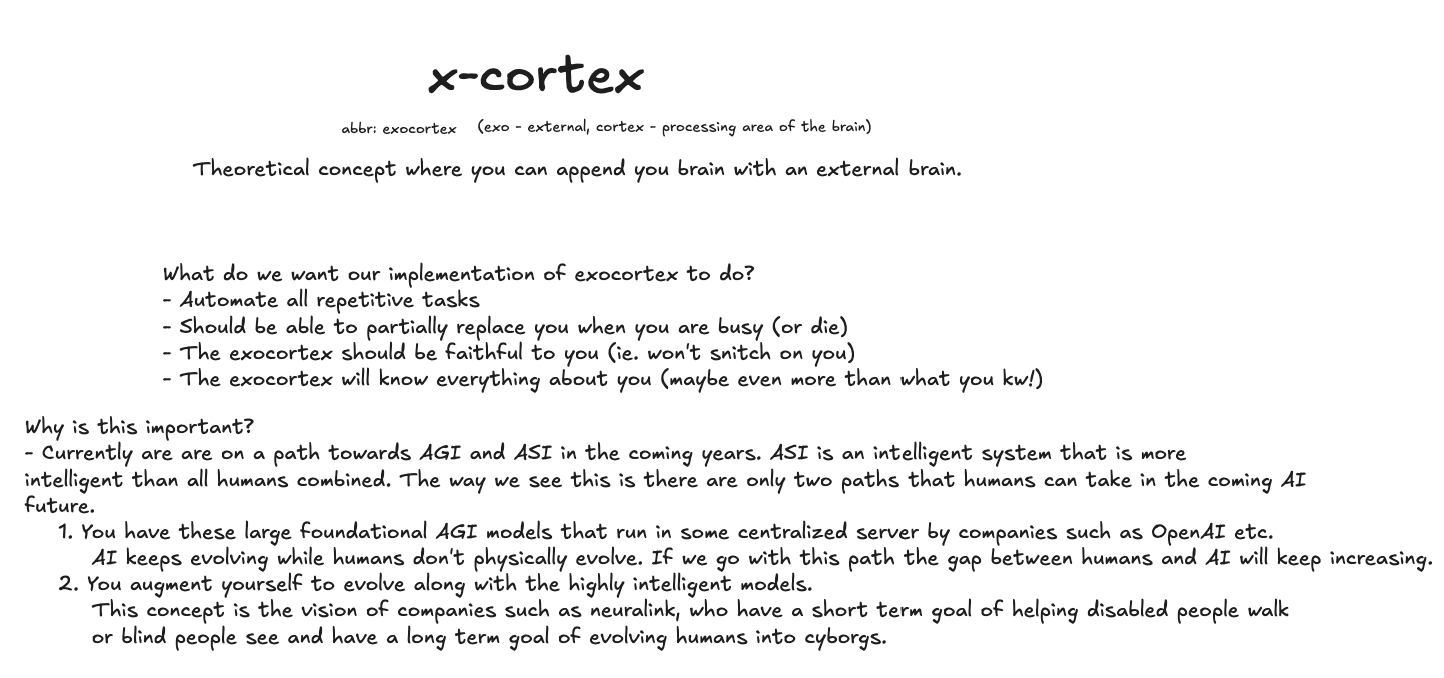 x-cortex
abbr: exocortex (exo - external, cortex - processing area of the brain)
Theoretical concept where you can append you brain with an external brain.
What do we want our implementation of exocortex to do?
- Automate all repetitive tasks
- Should be able to partially replace you when you are busy (or die)
- The exocortex should be faithful to you (ie. won't snitch on you)
- The exocortex will know everything about you (maybe even more than what you kw!)
Why is this important?
- Currently are are on a path towards AGI and ASI in the coming years. ASI is an intelligent system that is more
intelligent than all humans combined. The way we see this is there are only two paths that humans can take in the coming AI
future.
1. You have these large foundational AGI models that run in some centralized server by companies such as OpenAI etc.
AI keeps evolving while humans don't physically evolve. If we go with this path the gap between humans and AI will keep increasing.
2. You augment yourself to evolve along with the highly intelligent models.
This concept is the vision of companies such as neuralink, who have a short term goal of helping disabled people walk
or blind people see and have a long term goal of evolving humans into cyborgs.